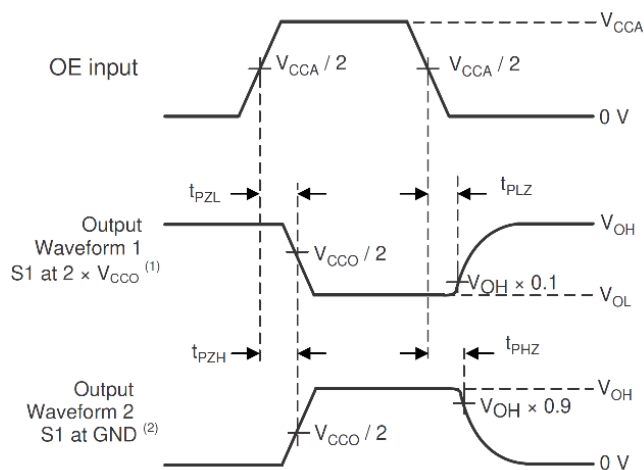 V_CCA
OE input
V_CCA / 2
V_CCA / 2
0 V
t_PZL
t_PLZ
Output
Waveform 1
S1 at 2 × V_CCO (1)
V_OH
V_CCO / 2
V_OH × 0.1
V_OL
t_PZH
t_PHZ
Output
Waveform 2
S1 at GND (2)
V_OH
V_OH × 0.9
V_CCO / 2
0 V